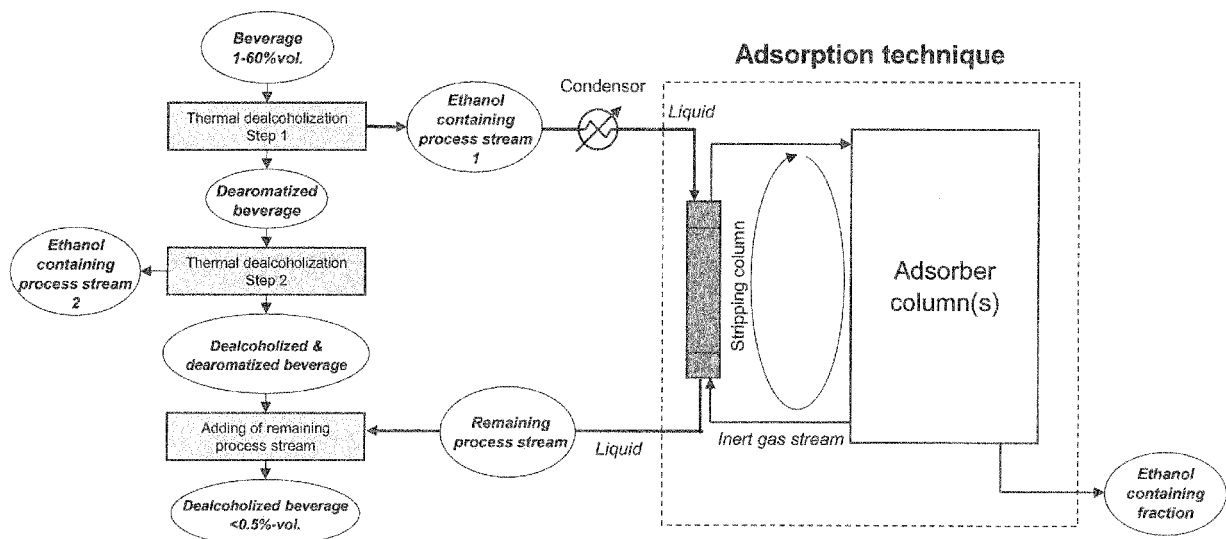 Beverage
1-60%vol.
Adsorption technique
Thermal dealcoholization
Step 1
Ethanol
containing
process stream
1
Condensor
Liquid
Dearomatized
beverage
Ethanol
containing
process stream
2
Thermal dealcoholization
Step 2
Stripping column
Adsorber
column(s)
Dealcoholized &
dearomatized beverage
Adding of remaining
process stream
Remaining
process stream
Liquid
Inert gas stream
Dealcoholized beverage
<0.5%-vol.
Ethanol
containing
fraction